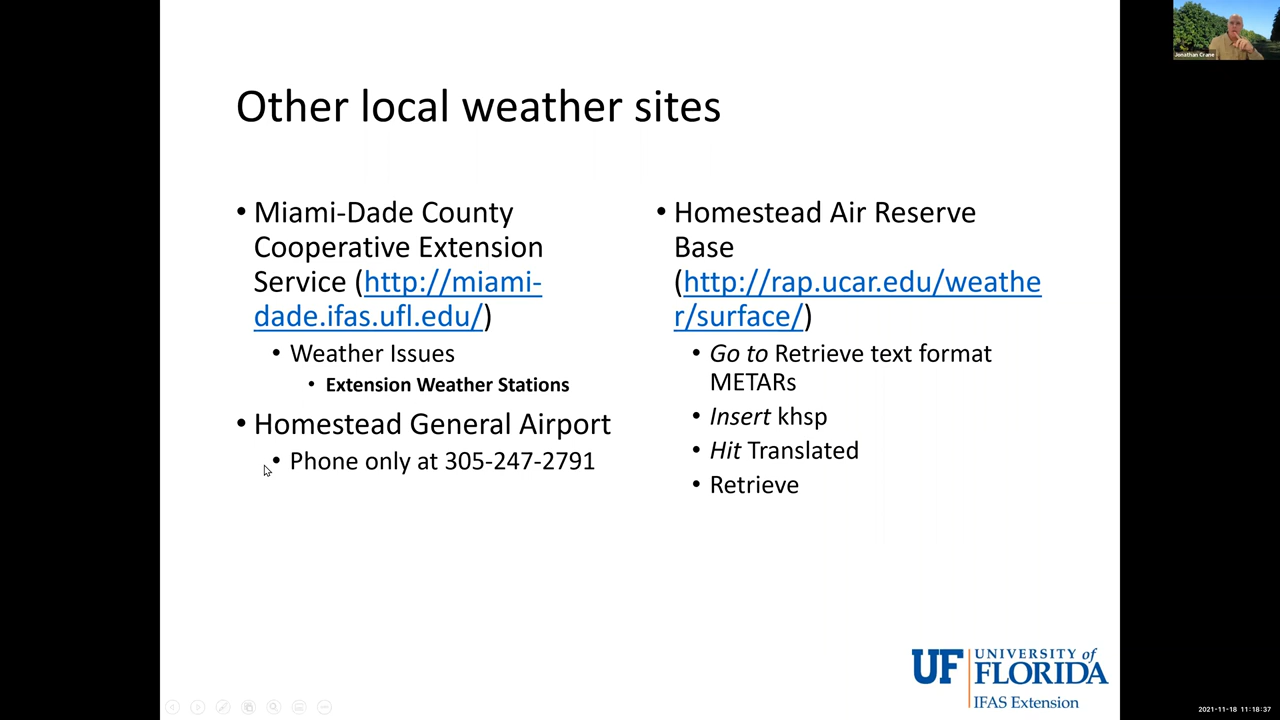 Other local weather sites
• Miami-Dade County
Cooperative Extension
Service (http://miami-
dade.ifas.ufl.edu/)
• Weather Issues
• Extension Weather Stations
• Homestead General Airport
• Phone only at 305-247-2791
• Homestead Air Reserve
Base
(http://rap.ucar.edu/weathe
r/surface/)
• Go to Retrieve text format
METARs
• Insert khsp
• Hit Translated
• Retrieve
UF UNIVERSITY of
FLORIDA
IFAS Extension
Jonathan Crane
2021-11-18 11:18:37